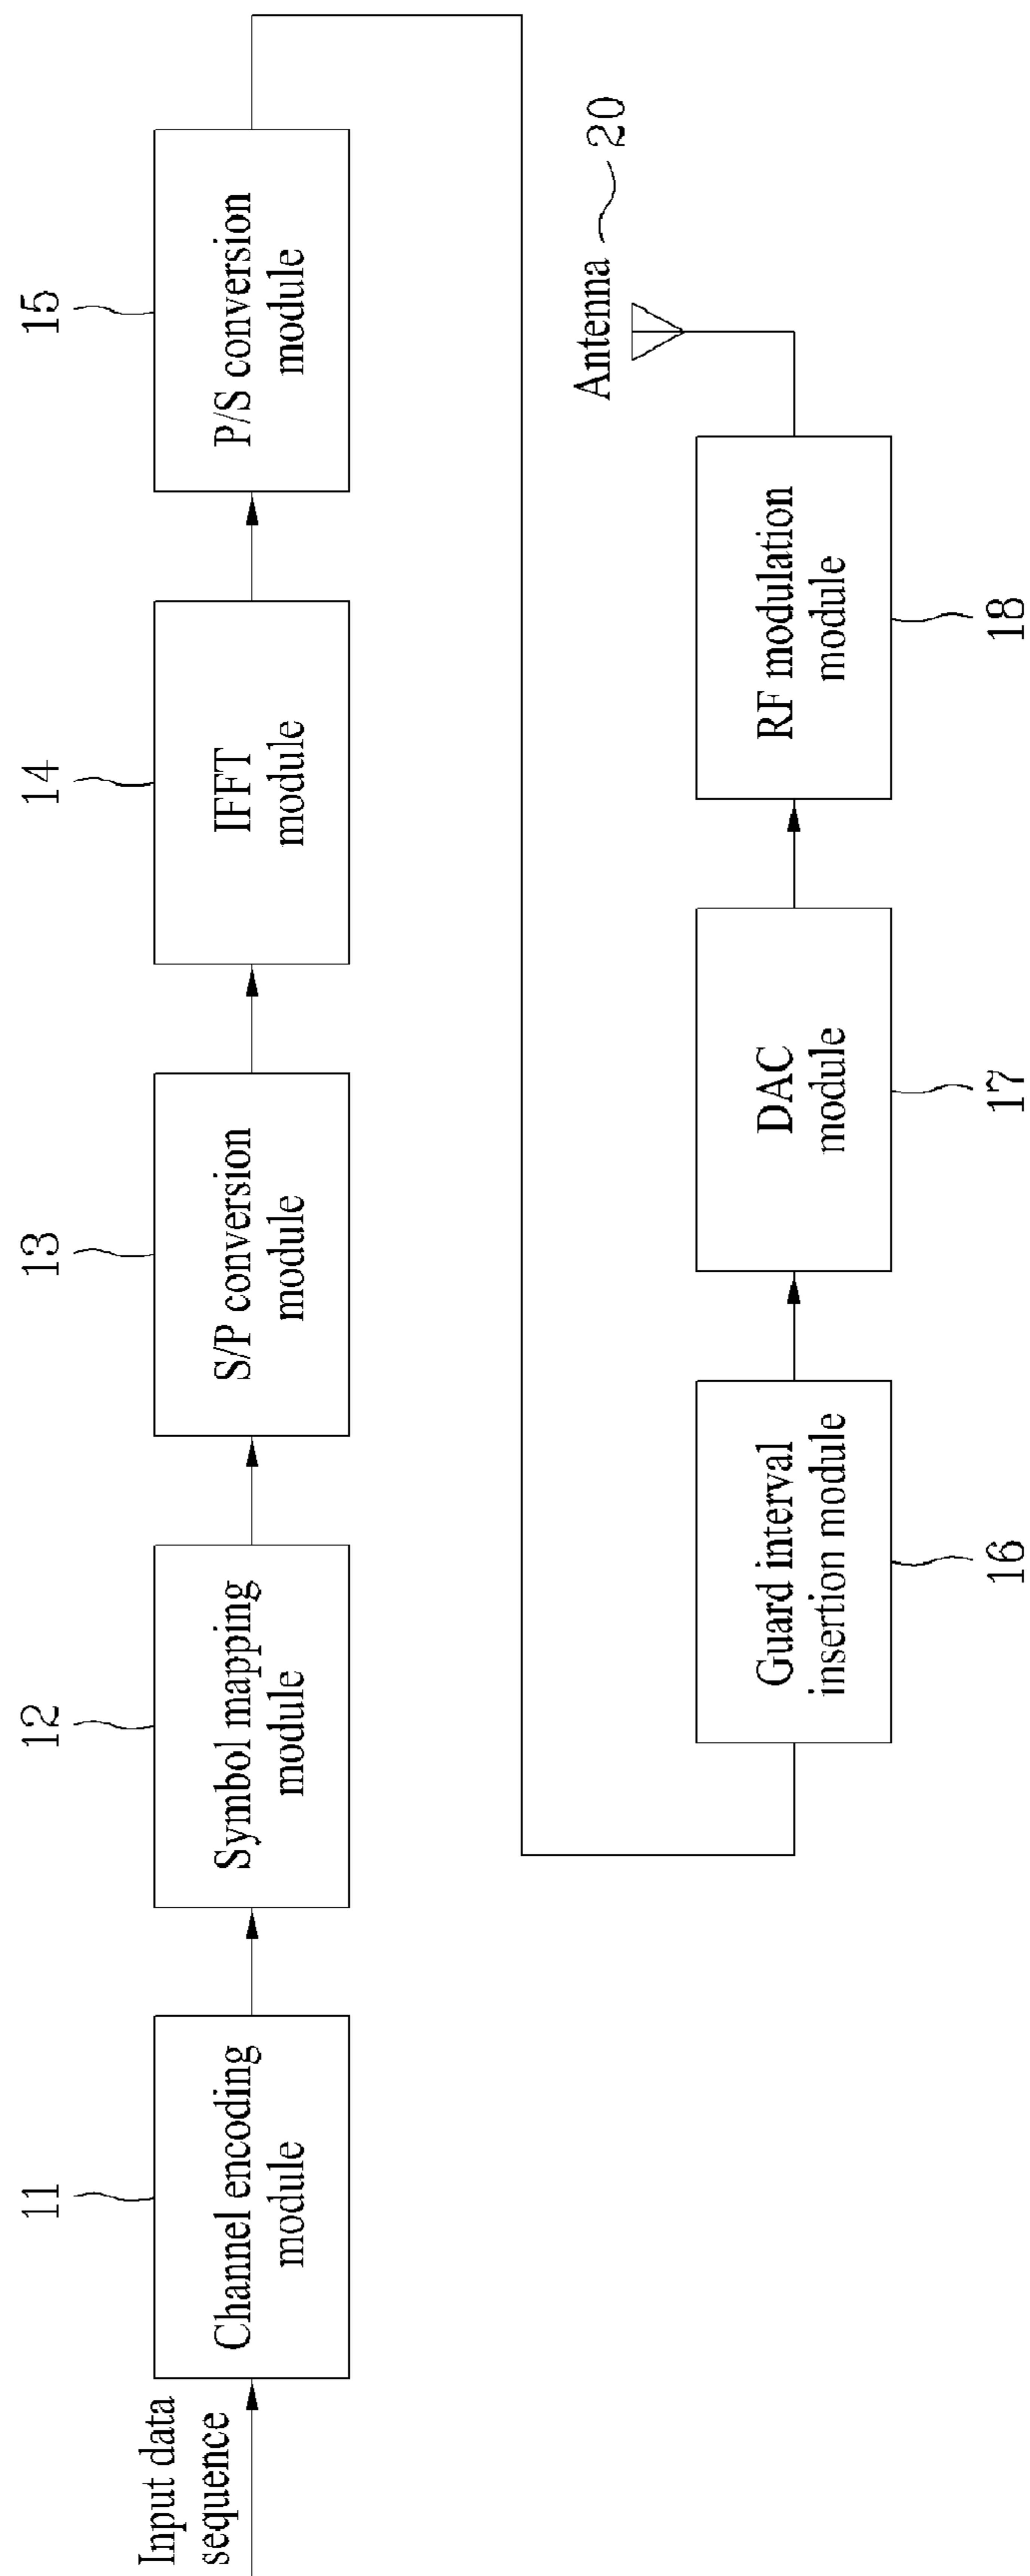 Input data
sequence
11
Channel encoding
module
12
Symbol mapping
module
13
S/P conversion
module
14
IFFT
module
15
P/S conversion
module
Guard interval
insertion module
16
DAC
module
17
RF modulation
module
18
Antenna 20